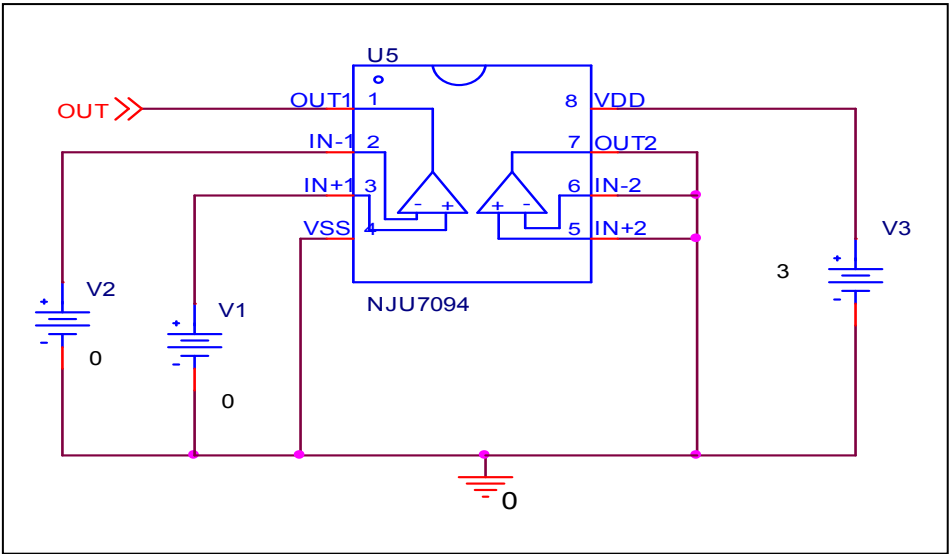 U5
OUT
OUT1 1
8 VDD
IN-1 2
7 OUT2
IN+1 3
6 IN-2
VSS 4
5 IN+2
- +
+ -
NJU7094
V3
+
3
-
V2
+
-
0
V1
+
-
0
0